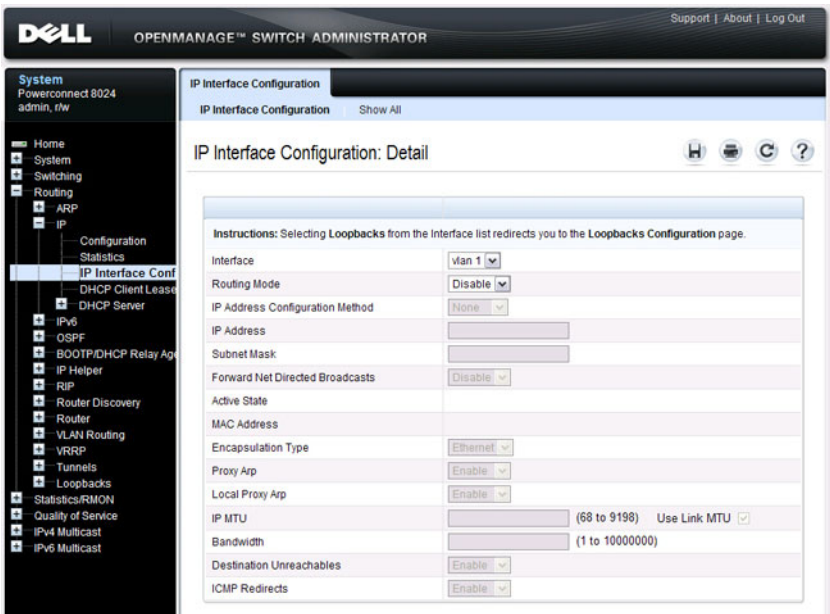 Support | About | Log Out
DELL
OPENMANAGE™ SWITCH ADMINISTRATOR
System
Powerconnect 8024
admin, r/w
Home
System
Switching
Routing
ARP
IP
Configuration
Statistics
IP Interface Conf
DHCP Client Lease
DHCP Server
IPv6
OSPF
BOOTP/DHCP Relay Age
IP Helper
RIP
Router Discovery
Router
VLAN Routing
VRRP
Tunnels
Loopbacks
Statistics/RMON
Quality of Service
IPv4 Multicast
IPv6 Multicast
IP Interface Configuration
IP Interface Configuration Show All
IP Interface Configuration: Detail
Instructions: Selecting Loopbacks from the Interface list redirects you to the Loopbacks Configuration page.
Interface vlan 1
Routing Mode Disable
IP Address Configuration Method None
IP Address
Subnet Mask
Forward Net Directed Broadcasts Disable
Active State
MAC Address
Encapsulation Type Ethernet
Proxy Arp Enable
Local Proxy Arp Enable
IP MTU (68 to 9198) Use Link MTU
Bandwidth (1 to 10000000)
Destination Unreachables Enable
ICMP Redirects Enable